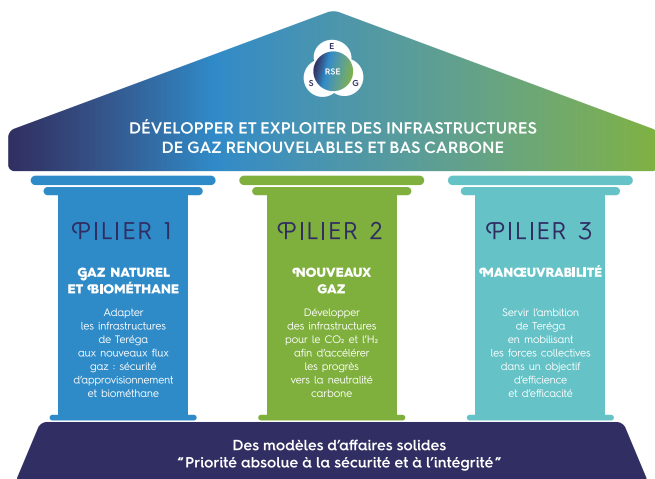 E
RSE
S
G
DÉVELOPPER ET EXPLOITER DES INFRASTRUCTURES
DE GAZ RENOUVELABLES ET BAS CARBONE
PILIER 1
GAZ NATUREL
ET BIOMÉTHANE
Adapter
les infrastructures
de Teréga
aux nouveaux flux
gaz : sécurité
d'approvisionnement
et biométhane
PILIER 2
NOUVEAUX
GAZ
Développer
des infrastructures
pour le CO₂ et l'H₂
afin d'accélérer
les progrès
vers la neutralité
carbone
PILIER 3
MANŒUVRABILITÉ
Servir l'ambition
de Teréga
en mobilisant
les forces collectives
dans un objectif
d'efficience
et d'efficacité
Des modèles d'affaires solides
"Priorité absolue à la sécurité et à l'intégrité"